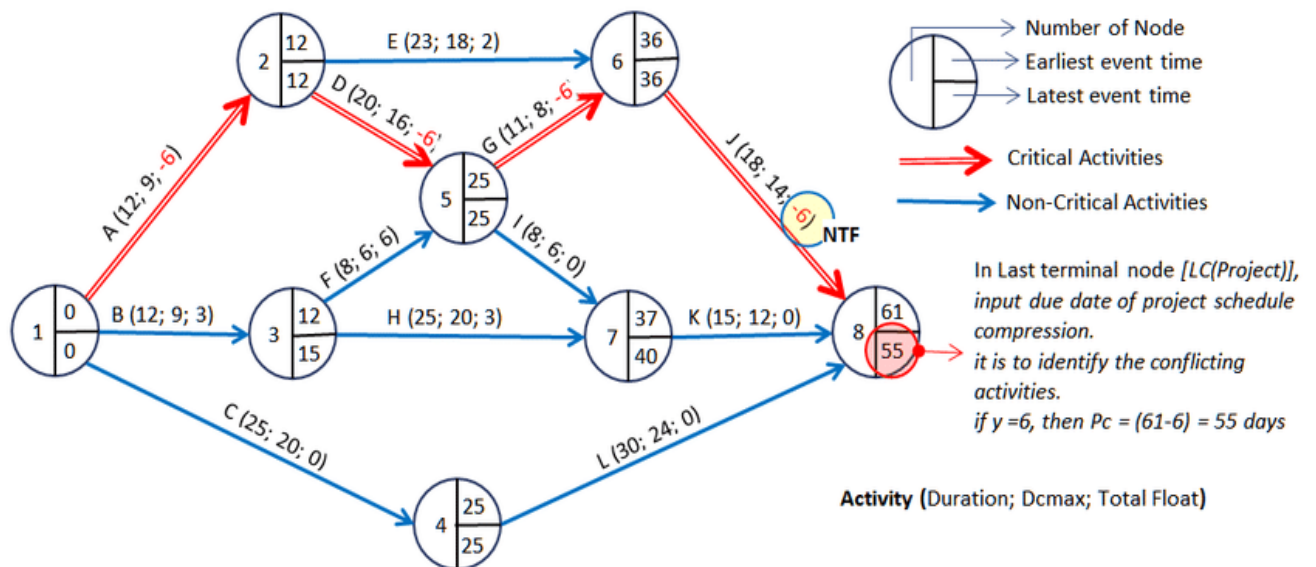 2
12
12
E (23; 18; 2)
6
36
36
D (20; 16; -6)
G (11; 8; -6)
A (12; 9; -6)
5
25
25
J (18; 14; -6)
NTF
F (8; 6; 6)
I (8; 6; 0)
1
0
0
B (12; 9; 3)
3
12
15
H (25; 20; 3)
7
37
40
K (15; 12; 0)
8
61
55
C (25; 20; 0)
L (30; 24; 0)
4
25
25
Number of Node
Earliest event time
Latest event time
Critical Activities
Non-Critical Activities
In Last terminal node [LC(Project)],
input due date of project schedule
compression.
it is to identify the conflicting
activities.
if y =6, then Pc = (61-6) = 55 days
Activity (Duration; Dcmax; Total Float)